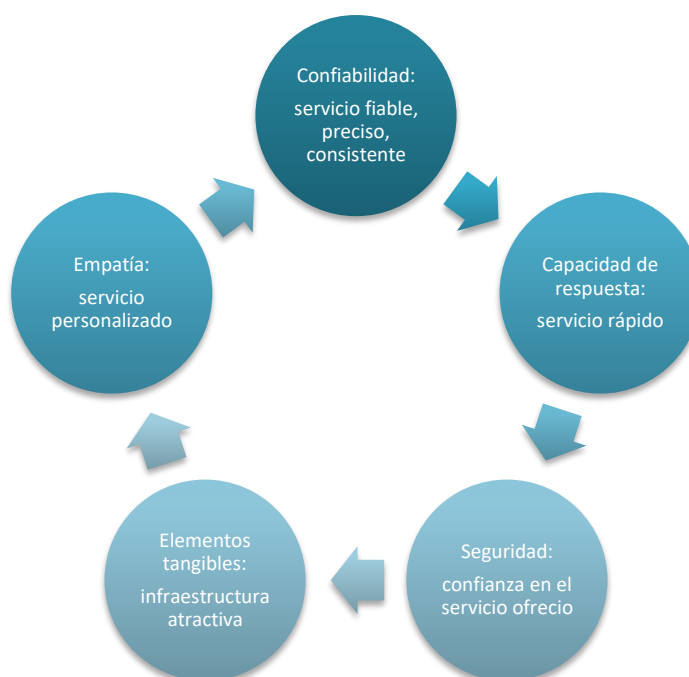 Confiabilidad:
servicio fiable,
preciso,
consistente
Capacidad de
respuesta:
servicio rápido
Seguridad:
confianza en el
servicio ofrecio
Elementos
tangibles:
infraestructura
atractiva
Empatía:
servicio
personalizado